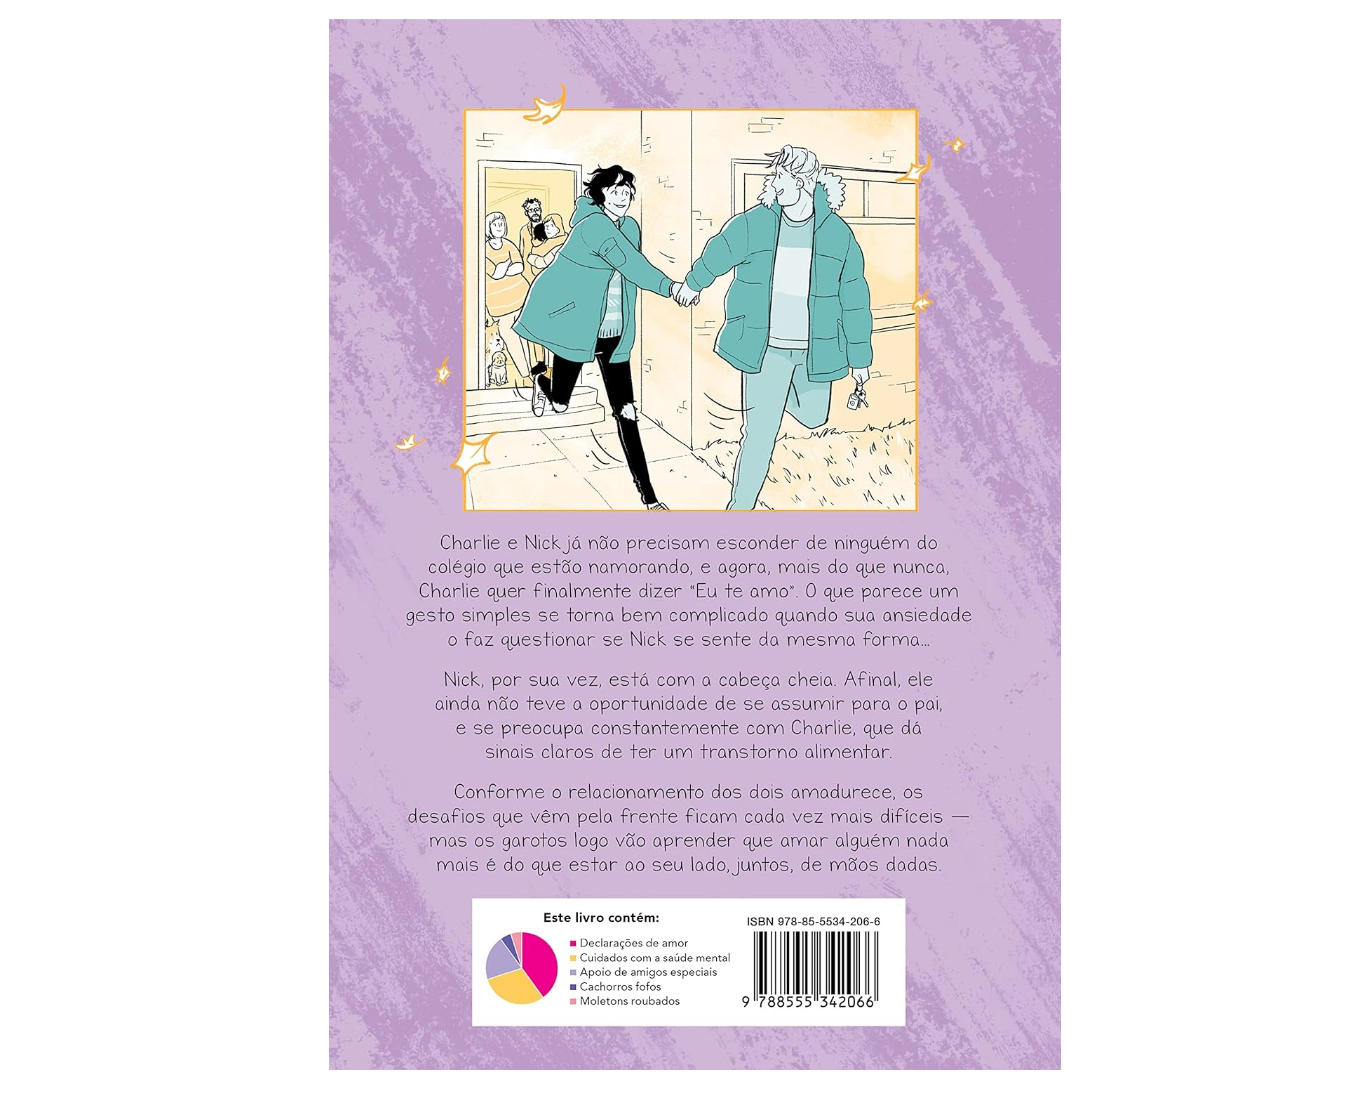 Charlie e Nick já não precisam esconder de ninguém do
colégio que estão namorando, e agora, mais do que nunca,
Charlie quer finalmente dizer “Eu te amo”. O que parece um
gesto simples se torna bem complicado quando sua ansiedade
o faz questionar se Nick se sente da mesma forma...
Nick, por sua vez, está com a cabeça cheia. Afinal, ele
ainda não teve a oportunidade de se assumir para o pai,
e se preocupa constantemente com Charlie, que dá
sinais claros de ter um transtorno alimentar.
Conforme o relacionamento dos dois amadurece, os
desafios que vêm pela frente ficam cada vez mais difíceis —
mas os garotos logo vão aprender que amar alguém nada
mais é do que estar ao seu lado, juntos, de mãos dadas.
Este livro contém:
Declarações de amor
Cuidados com a saúde mental
Apoio de amigos especiais
Cachorros fofos
Moletons roubados
ISBN 978-85-5534-206-6
9 788555 342066